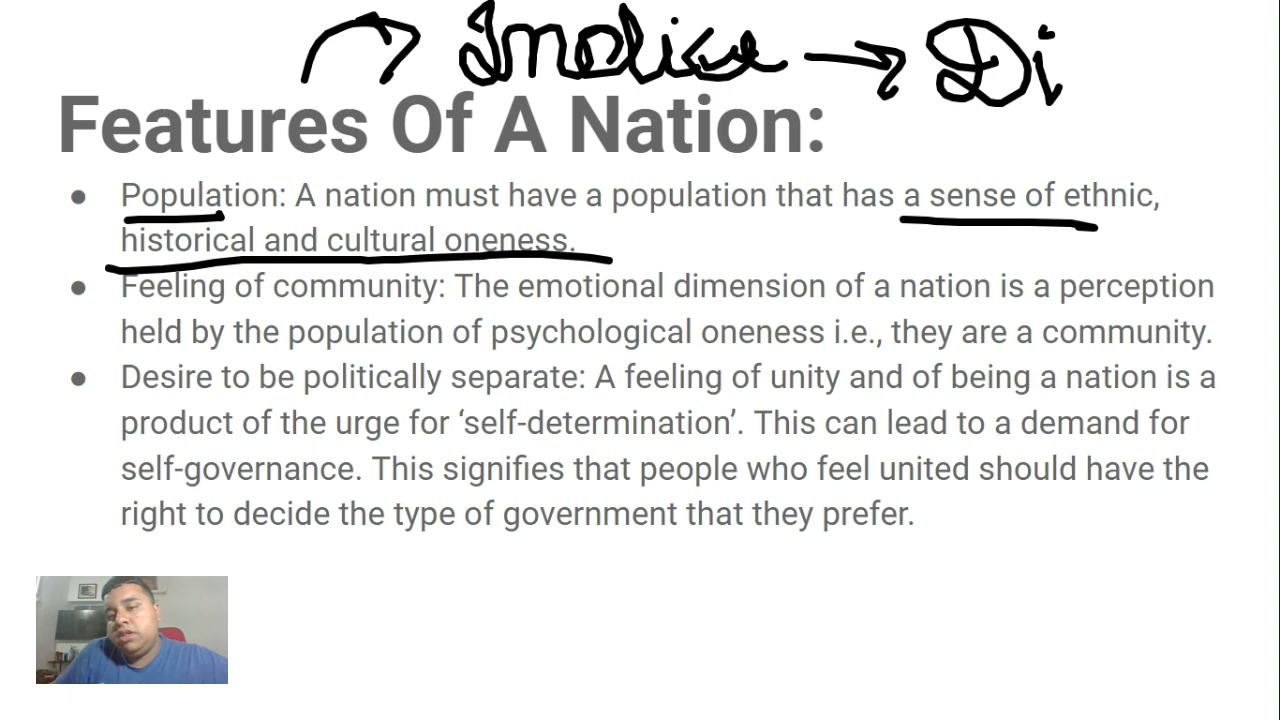 Di
Features Of A Nation:
● Population: A nation must have a population that has a sense of ethnic,
historical and cultural oneness.
● Feeling of community: The emotional dimension of a nation is a perception
held by the population of psychological oneness i.e., they are a community.
● Desire to be politically separate: A feeling of unity and of being a nation is a
product of the urge for ‘self-determination’. This can lead to a demand for
self-governance. This signifies that people who feel united should have the
right to decide the type of government that they prefer.